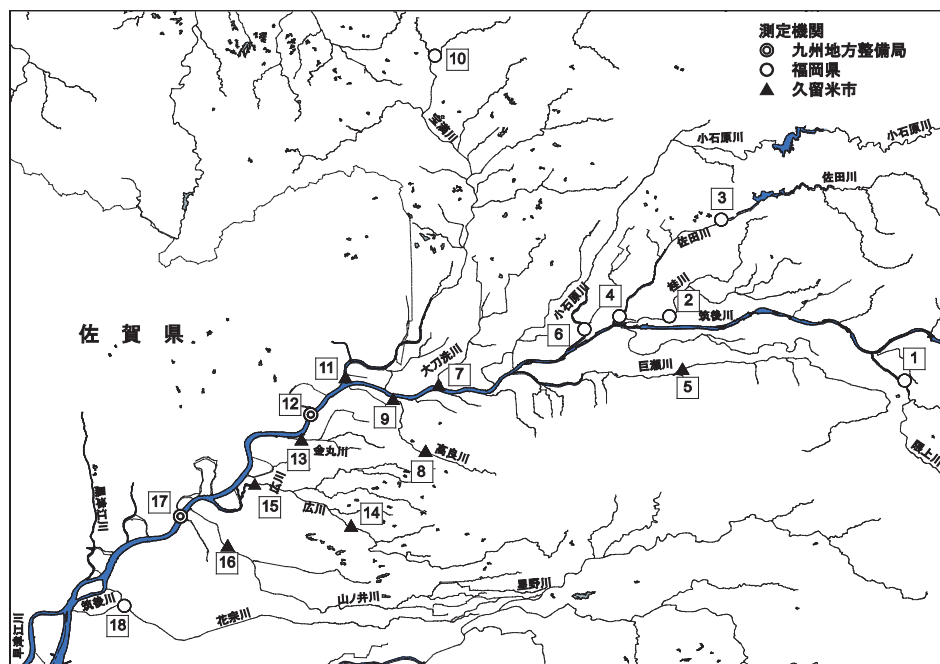 測定機関
九州地方整備局
福岡県
久留米市
10
宝満川
小石原川
小石原川
佐田川
3
佐田川
桂川
2
4
小石原川
筑後川
6
佐賀県
大刀洗川
巨瀬川
1
11
7
5
12
9
隈上川
13
金丸川
高良川
8
広川
15
広川
14
17
16
星野川
山ノ井川
筑後川
花宗川
18
早津江川